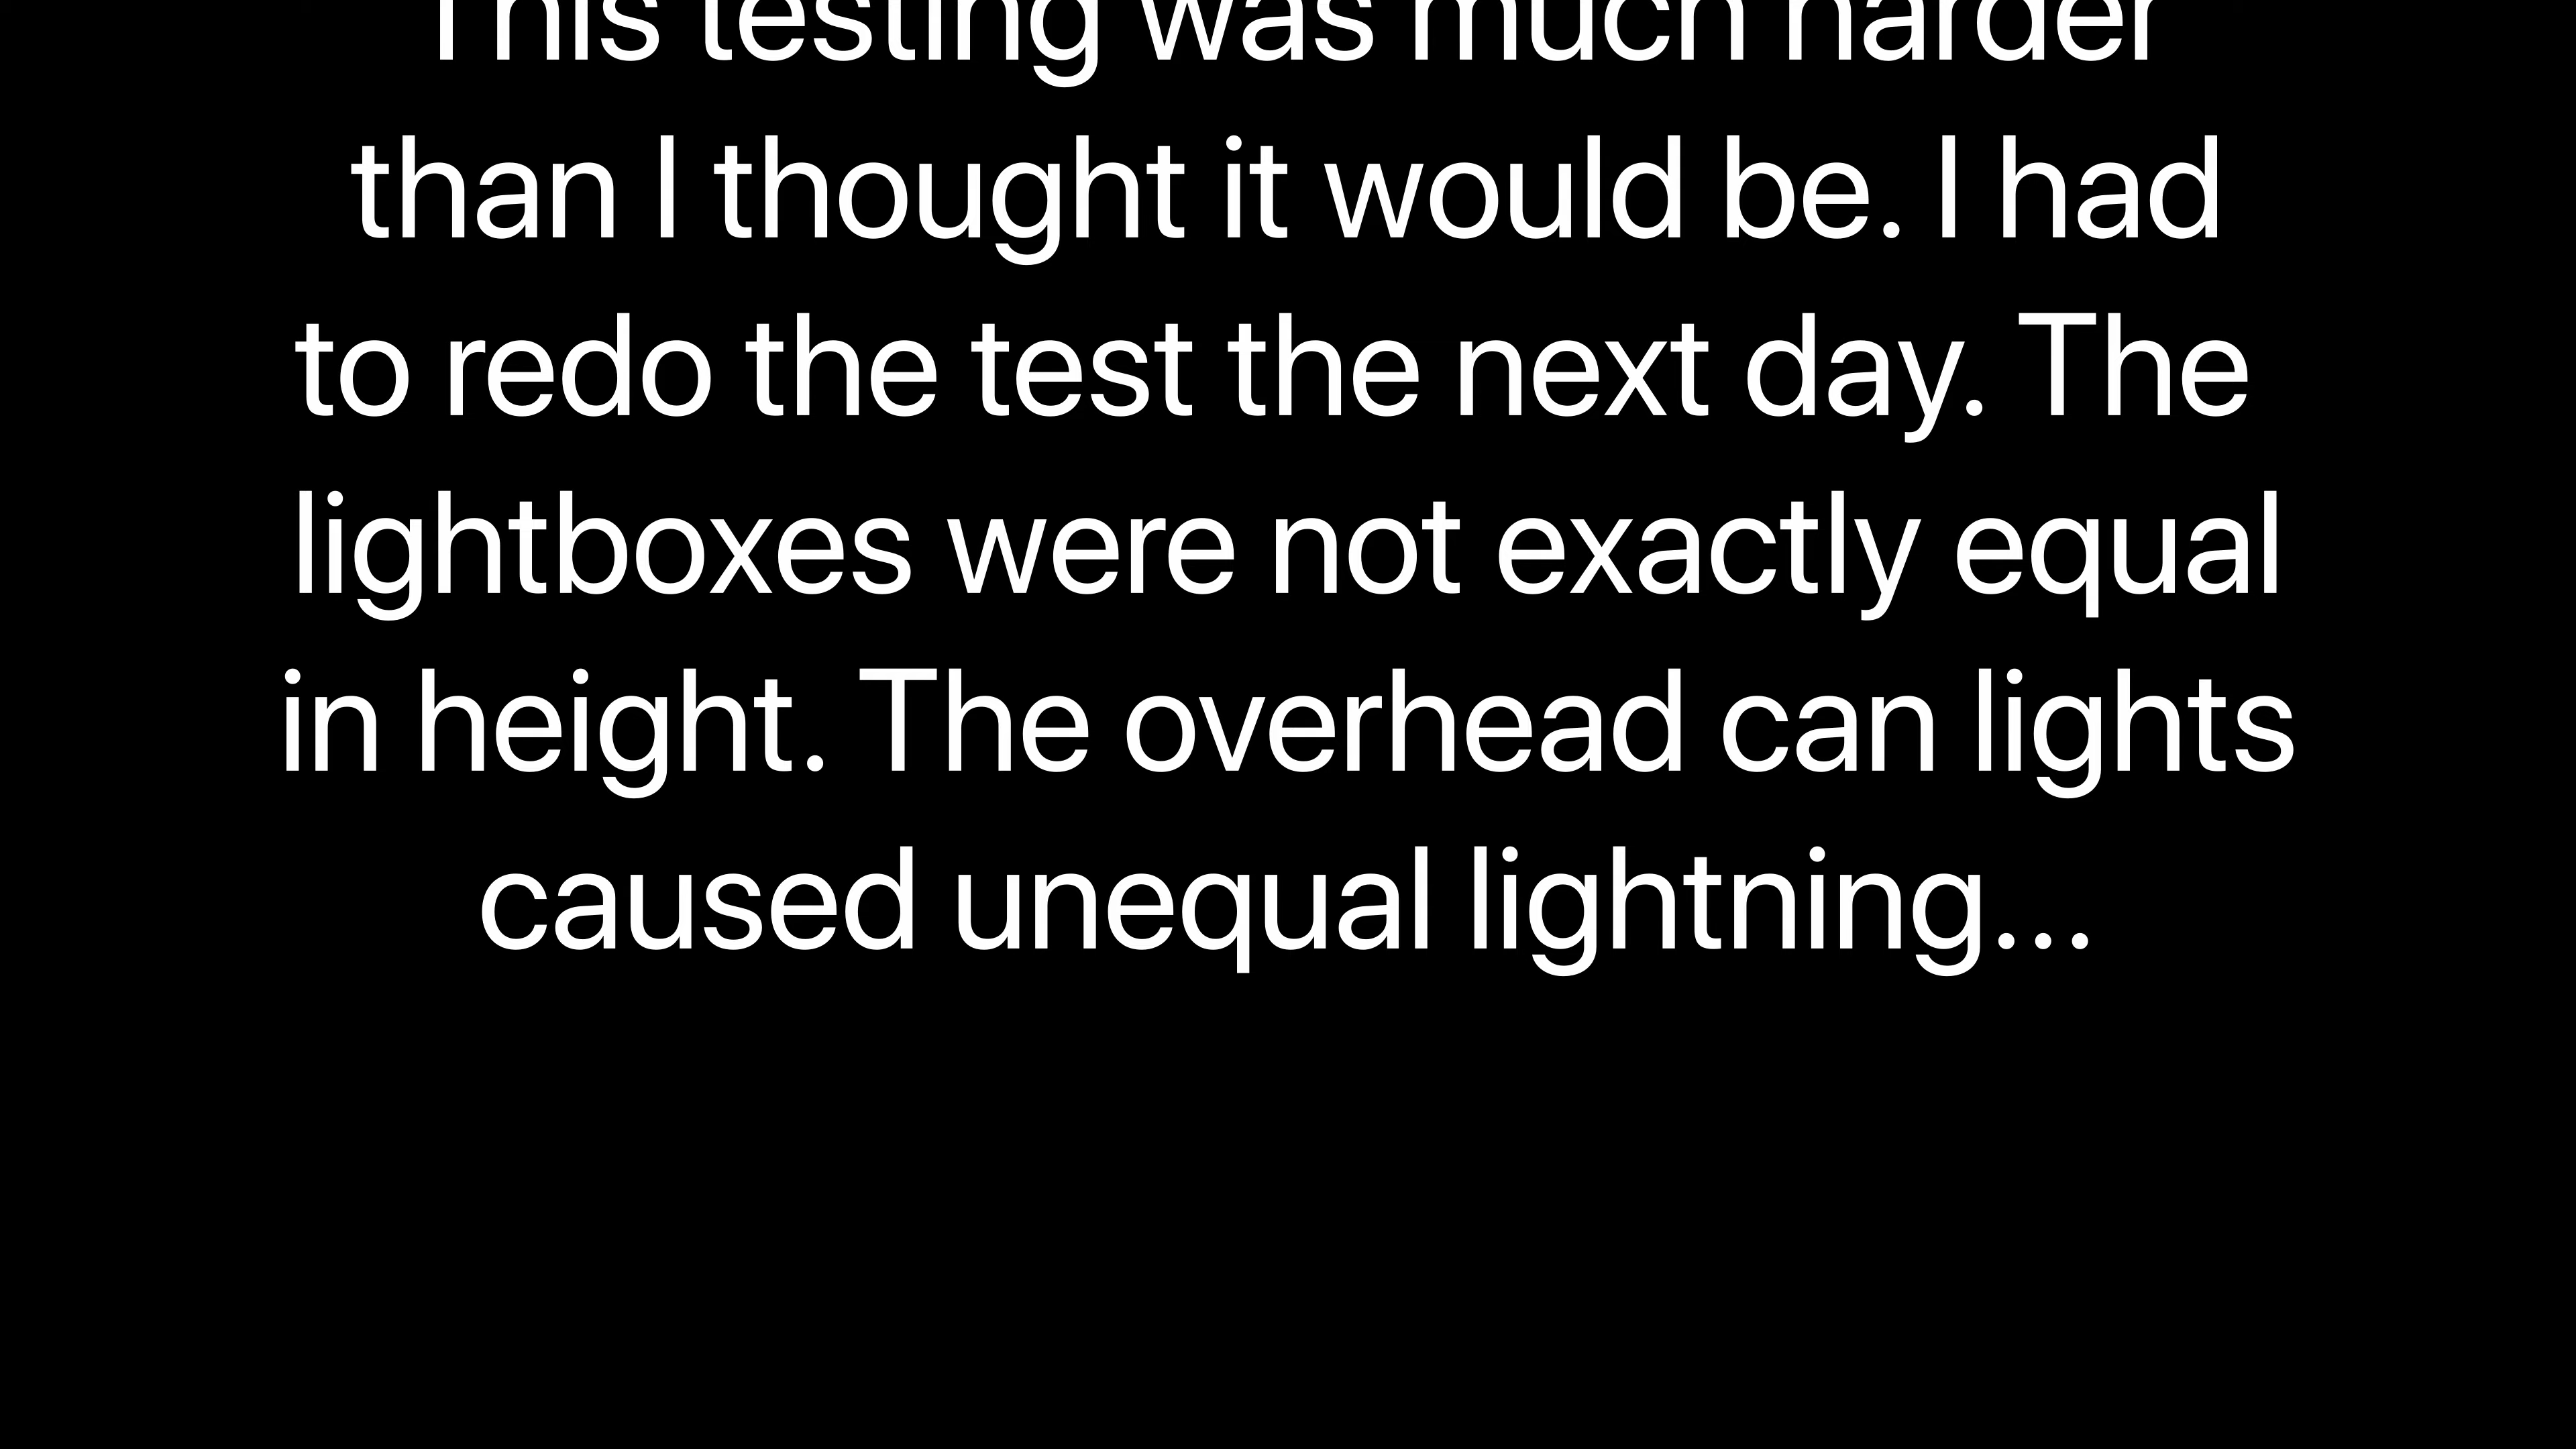 This testing was much harder
than I thought it would be. I had
to redo the test the next day. The
lightboxes were not exactly equal
in height. The overhead can lights
caused unequal lightning...